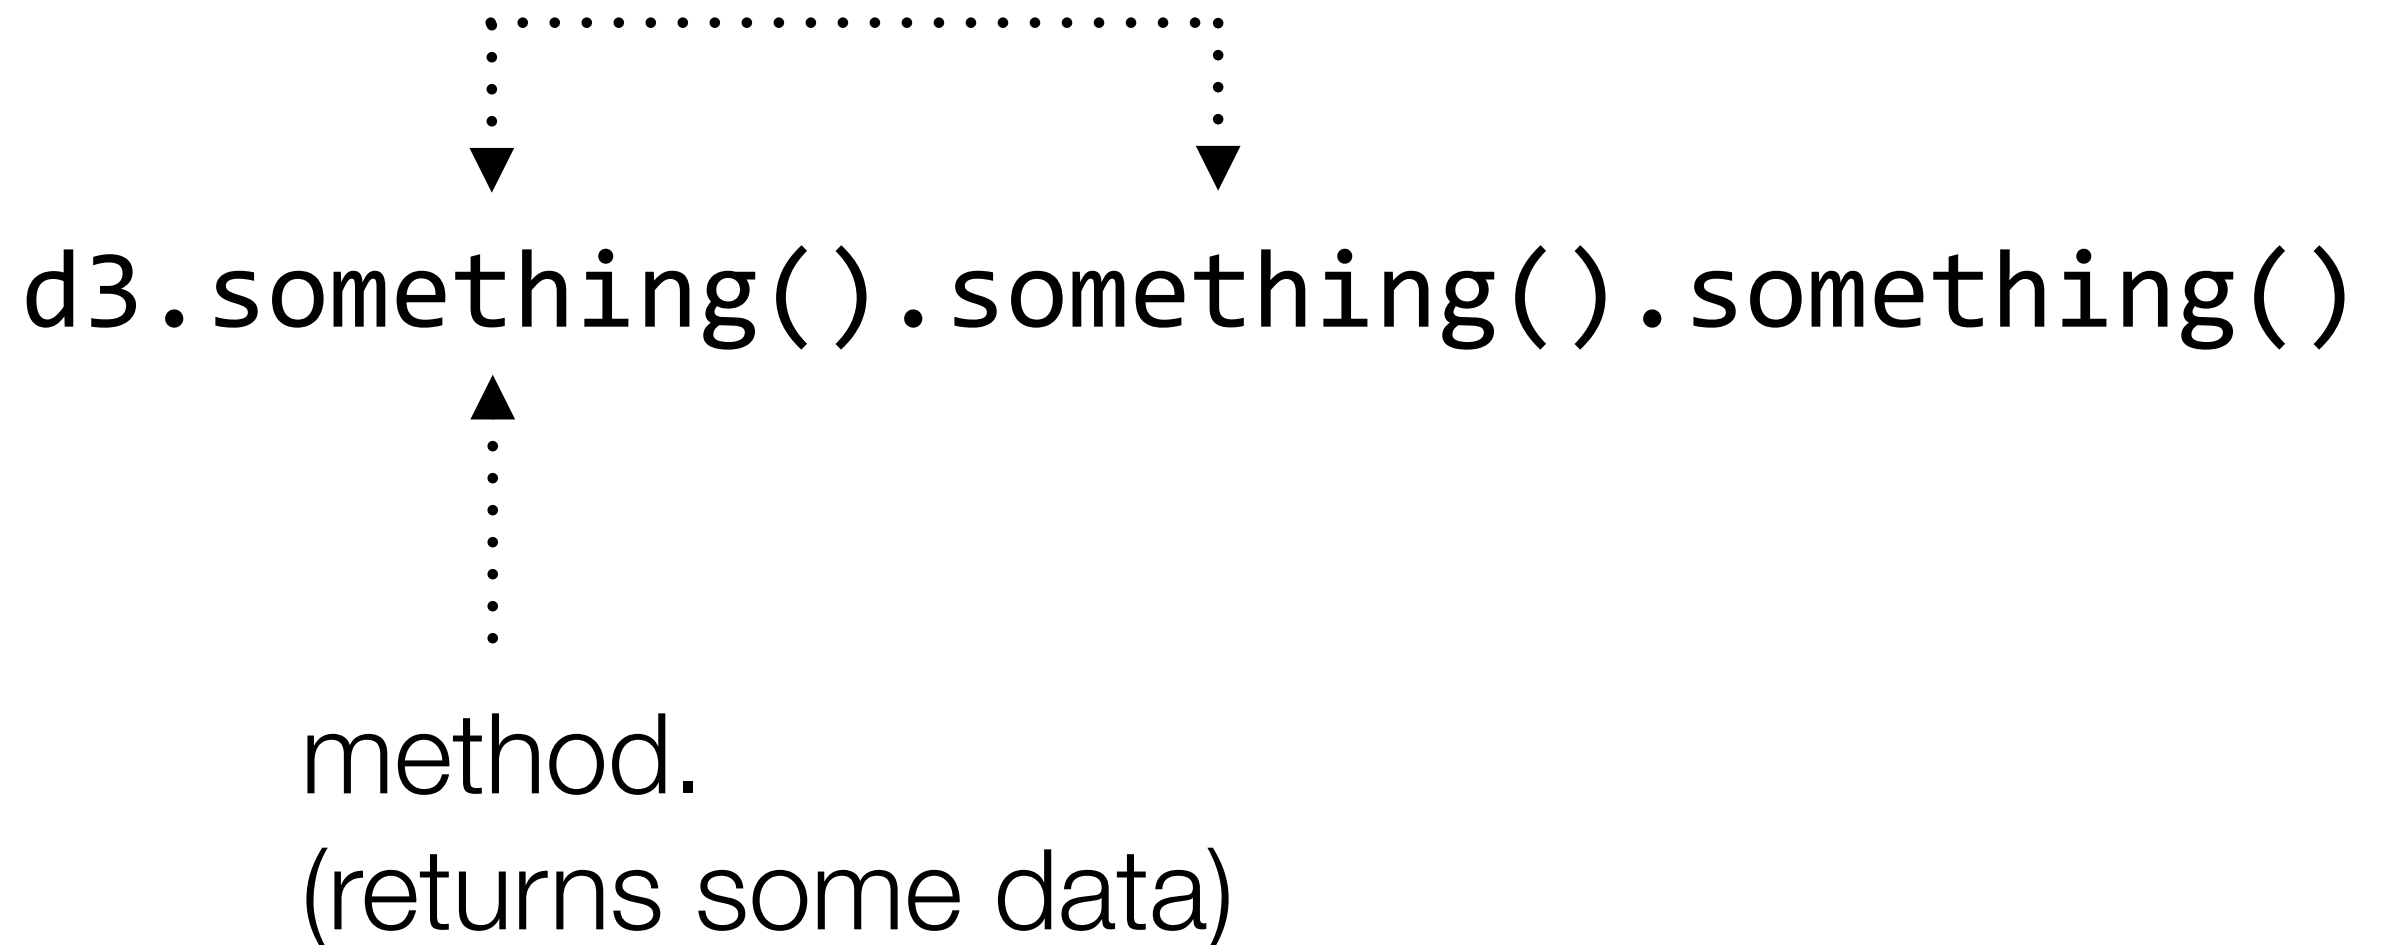 d3.something().something().something()
method.
(returns some data)